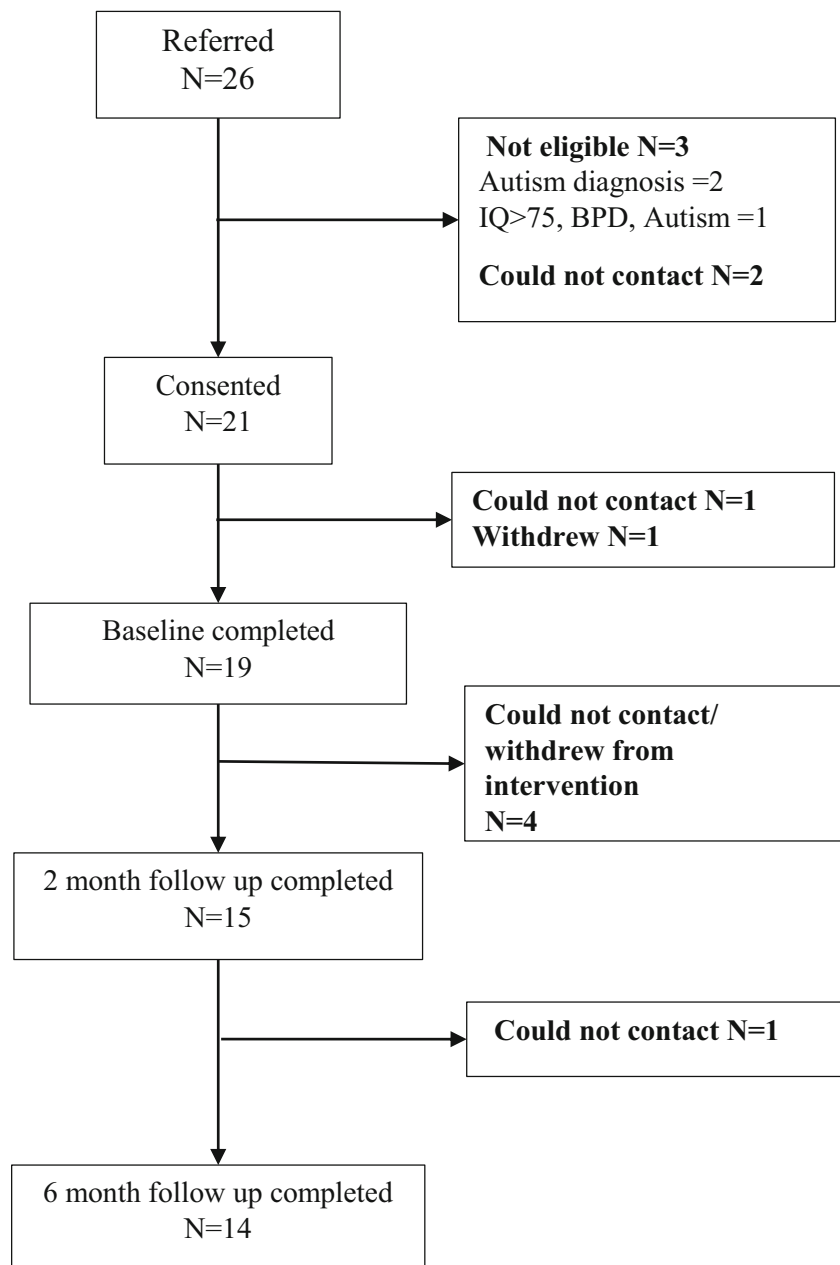 Referred
N=26
Not eligible N=3
Autism diagnosis =2
IQ>75, BPD, Autism =1
Could not contact N=2
Consented
N=21
Could not contact N=1
Withdrew N=1
Baseline completed
N=19
Could not contact/
withdrew from
intervention
N=4
2 month follow up completed
N=15
Could not contact N=1
6 month follow up completed
N=14